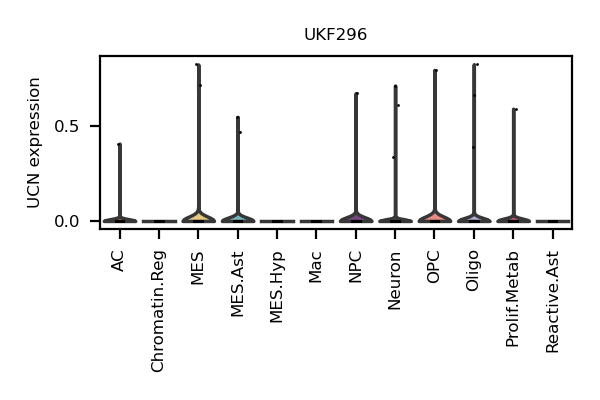 UKF296
UCN expression
0.5
0.0
AC
Chromatin.Reg
MES
MES.Ast
MES.Hyp
Mac
NPC
Neuron
OPC
Oligo
Prolif.Metab
Reactive.Ast